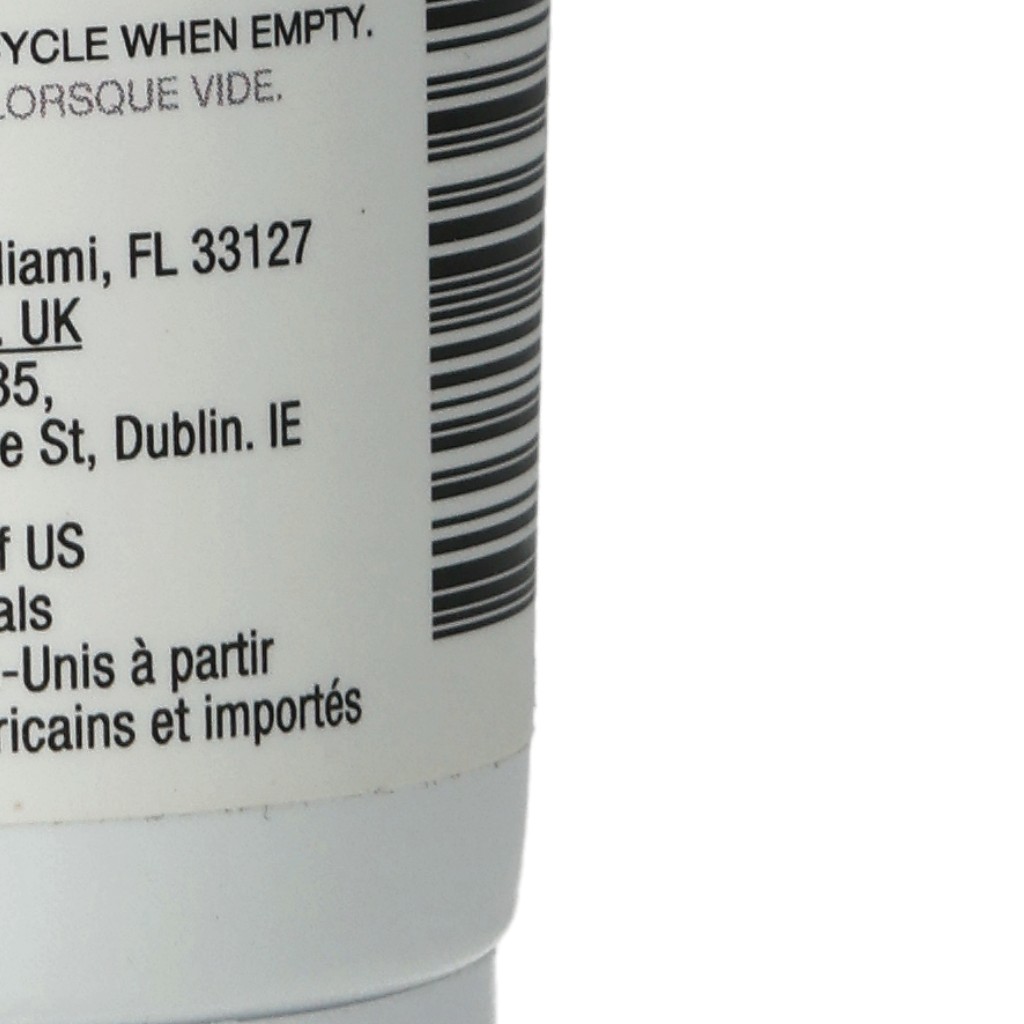 YCLE WHEN EMPTY.
LORSQUE VIDE.
iami, FL 33127
. UK
35,
e St, Dublin. IE
f US
als
-Unis à partir
ricains et importés